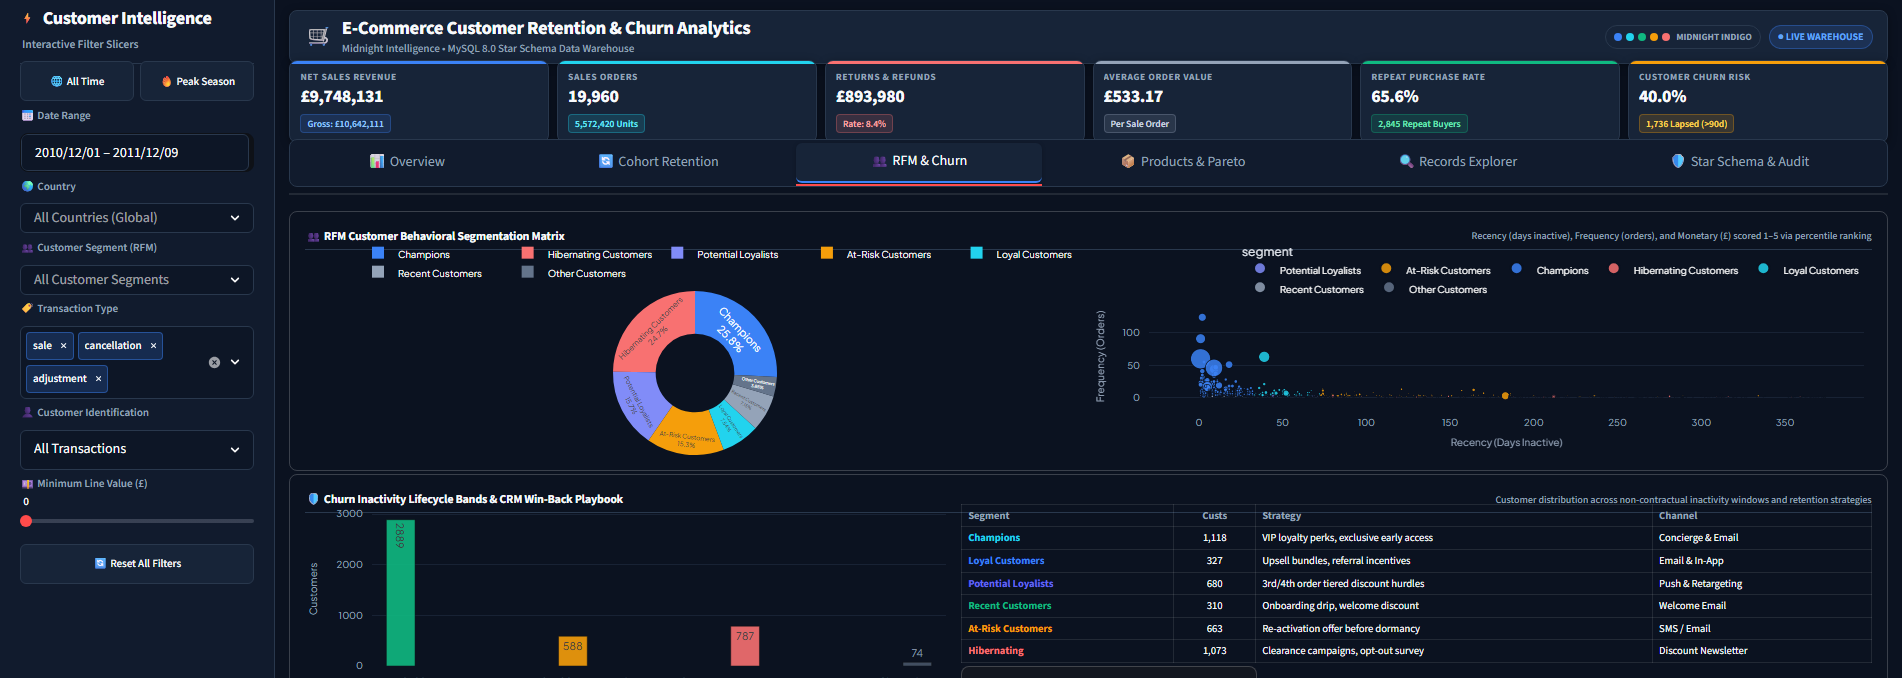 Customer Intelligence
Interactive Filter Slicers
All Time
Peak Season
Date Range
2010/12/01 – 2011/12/09
Country
All Countries (Global)
Customer Segment (RFM)
All Customer Segments
Transaction Type
sale ×
cancellation ×
adjustment ×
Customer Identification
All Transactions
Minimum Line Value (£)
0
Reset All Filters
E-Commerce Customer Retention & Churn Analytics
Midnight Intelligence • MySQL 8.0 Star Schema Data Warehouse
MIDNIGHT INDIGO
• LIVE WAREHOUSE
NET SALES REVENUE
£9,748,131
Gross: £10,642,111
SALES ORDERS
19,960
5,572,420 Units
RETURNS & REFUNDS
£893,980
Rate: 8.4%
AVERAGE ORDER VALUE
£533.17
Per Sale Order
REPEAT PURCHASE RATE
65.6%
2,845 Repeat Buyers
CUSTOMER CHURN RISK
40.0%
1,736 Lapsed (>90d)
Overview
Cohort Retention
RFM & Churn
Products & Pareto
Records Explorer
Star Schema & Audit
RFM Customer Behavioral Segmentation Matrix
Recency (days inactive), Frequency (orders), and Monetary (£) scored 1–5 via percentile ranking
Champions
Hibernating Customers
Potential Loyalists
At-Risk Customers
Loyal Customers
Recent Customers
Other Customers
Champions
25.8%
Hibernating Customers
24.7%
Potential Loyalists
15.7%
At-Risk Customers
15.3%
Other Customers
segment
Potential Loyalists
At-Risk Customers
Champions
Hibernating Customers
Loyal Customers
Recent Customers
Other Customers
Frequency (Orders)
100
50
0
0 50 100 150 200 250 300 350
Recency (Days Inactive)
Churn Inactivity Lifecycle Bands & CRM Win-Back Playbook
Customer distribution across non-contractual inactivity windows and retention strategies
Customers
3000
2000
1000
0
2889
588
787
74
Segment Custs Strategy Channel
Champions 1,118 VIP loyalty perks, exclusive early access Concierge & Email
Loyal Customers 327 Upsell bundles, referral incentives Email & In-App
Potential Loyalists 680 3rd/4th order tiered discount hurdles Push & Retargeting
Recent Customers 310 Onboarding drip, welcome discount Welcome Email
At-Risk Customers 663 Re-activation offer before dormancy SMS / Email
Hibernating 1,073 Clearance campaigns, opt-out survey Discount Newsletter